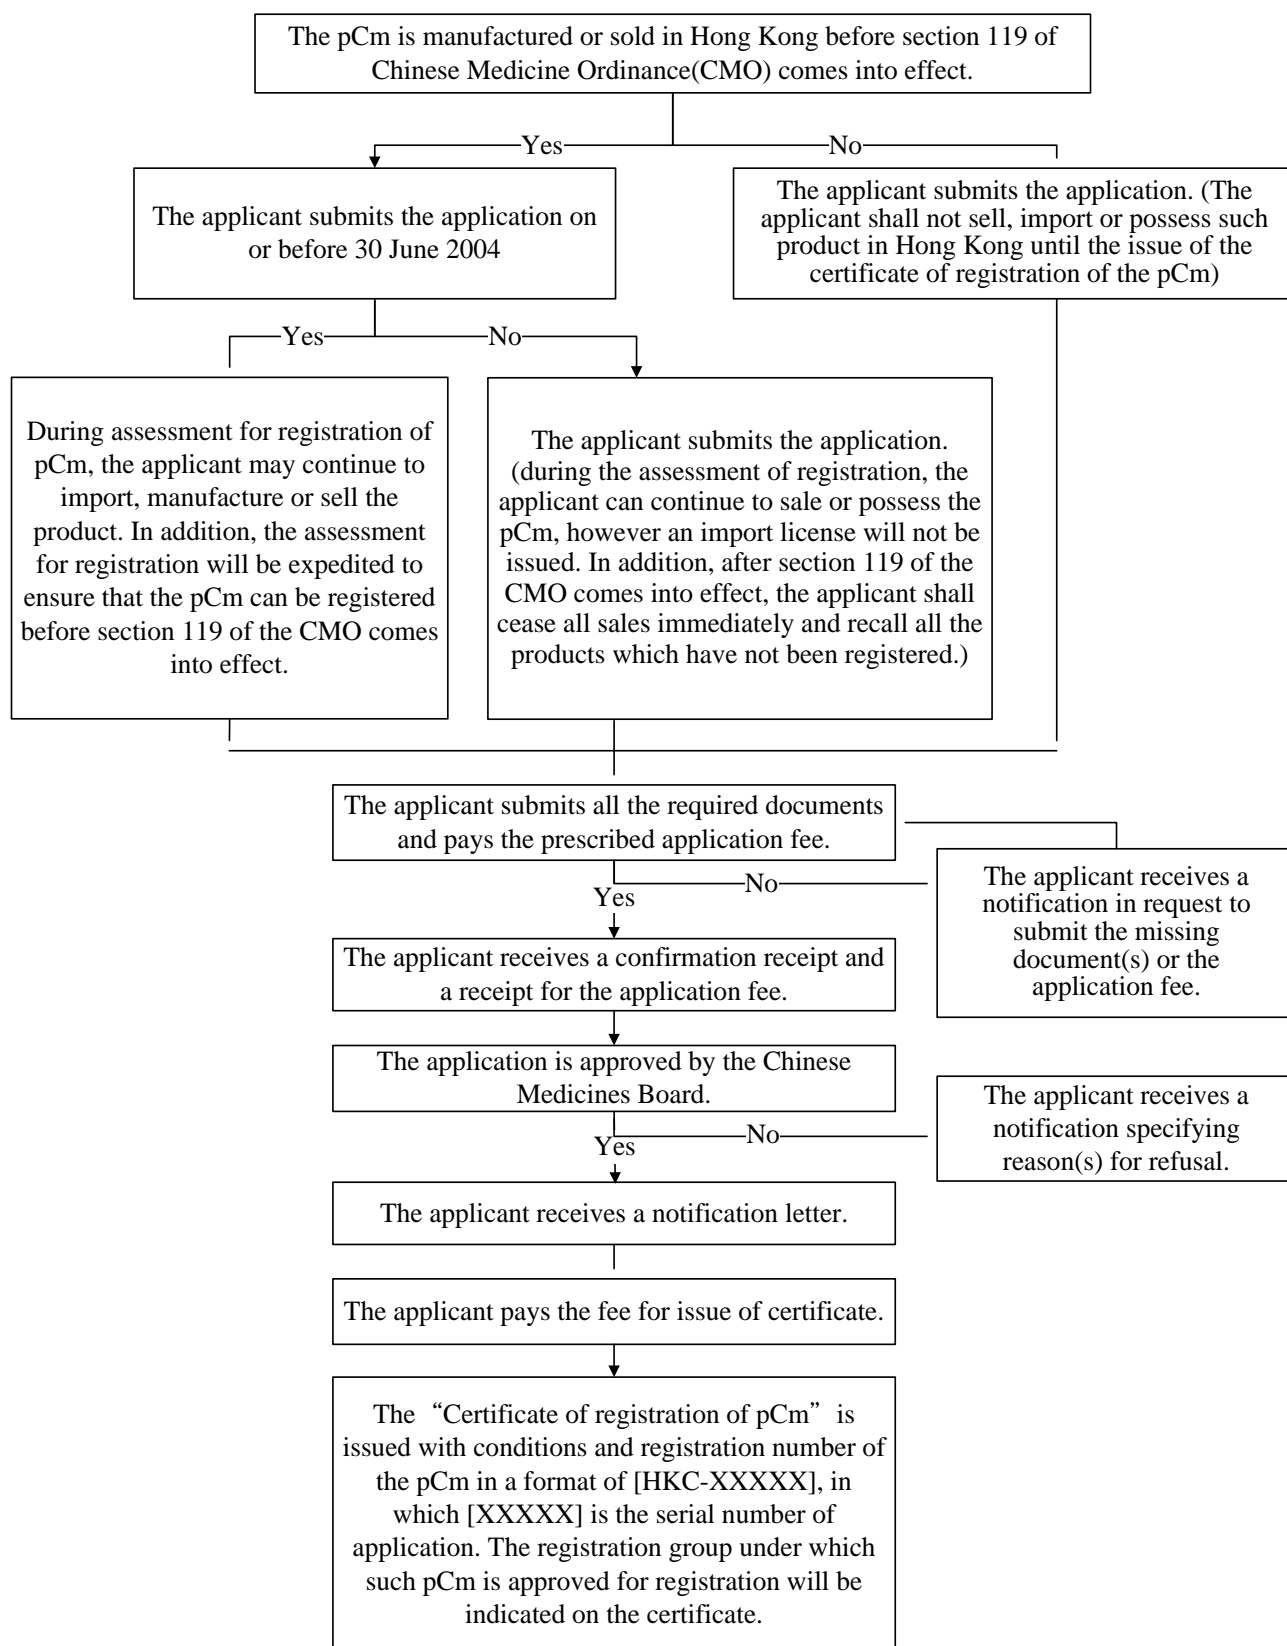 The pCm is manufactured or sold in Hong Kong before section 119 of
Chinese Medicine Ordinance(CMO) comes into effect.
Yes
No
The applicant submits the application on
or before 30 June 2004
The applicant submits the application. (The
applicant shall not sell, import or possess such
product in Hong Kong until the issue of the
certificate of registration of the pCm)
Yes
No
During assessment for registration of
pCm, the applicant may continue to
import, manufacture or sell the
product. In addition, the assessment
for registration will be expedited to
ensure that the pCm can be registered
before section 119 of the CMO comes
into effect.
The applicant submits the application.
(during the assessment of registration, the
applicant can continue to sale or possess the
pCm, however an import license will not be
issued. In addition, after section 119 of the
CMO comes into effect, the applicant shall
cease all sales immediately and recall all the
products which have not been registered.)
The applicant submits all the required documents
and pays the prescribed application fee.
No
Yes
The applicant receives a
notification in request to
submit the missing
document(s) or the
application fee.
The applicant receives a confirmation receipt and
a receipt for the application fee.
The application is approved by the Chinese
Medicines Board.
No
Yes
The applicant receives a
notification specifying
reason(s) for refusal.
The applicant receives a notification letter.
The applicant pays the fee for issue of certificate.
The “Certificate of registration of pCm” is
issued with conditions and registration number of
the pCm in a format of [HKC-XXXXX], in
which [XXXXX] is the serial number of
application. The registration group under which
such pCm is approved for registration will be
indicated on the certificate.